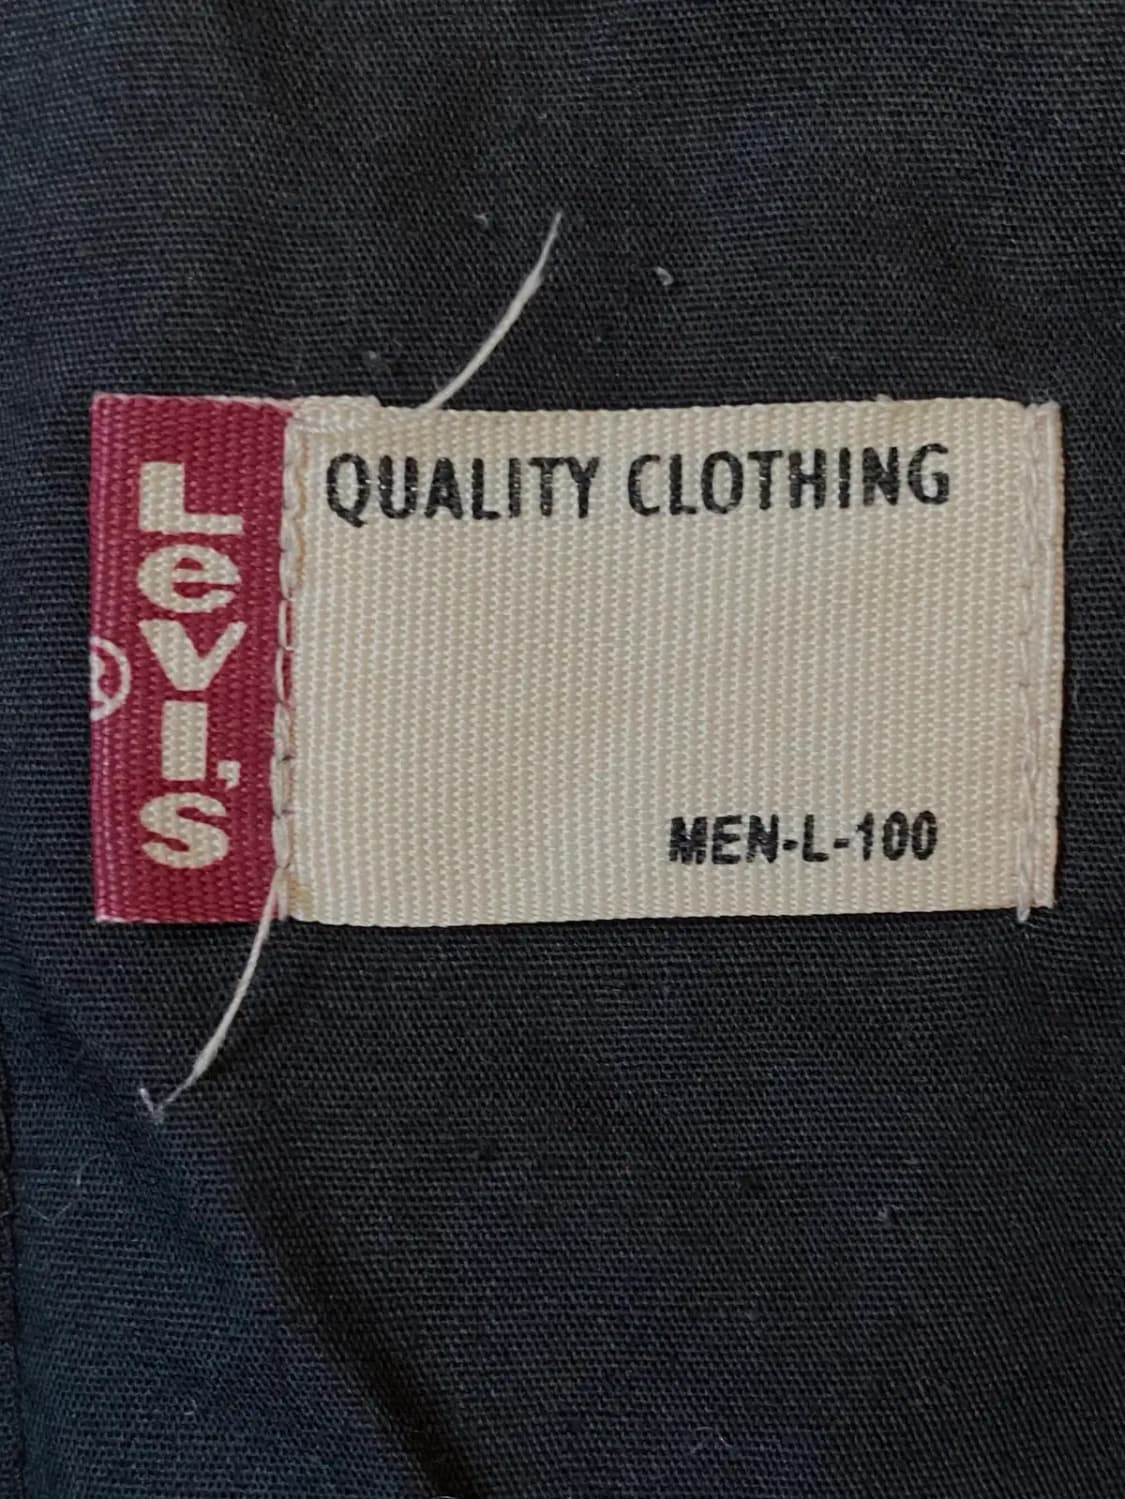 Levi's
®
QUALITY CLOTHING
MEN-L-100